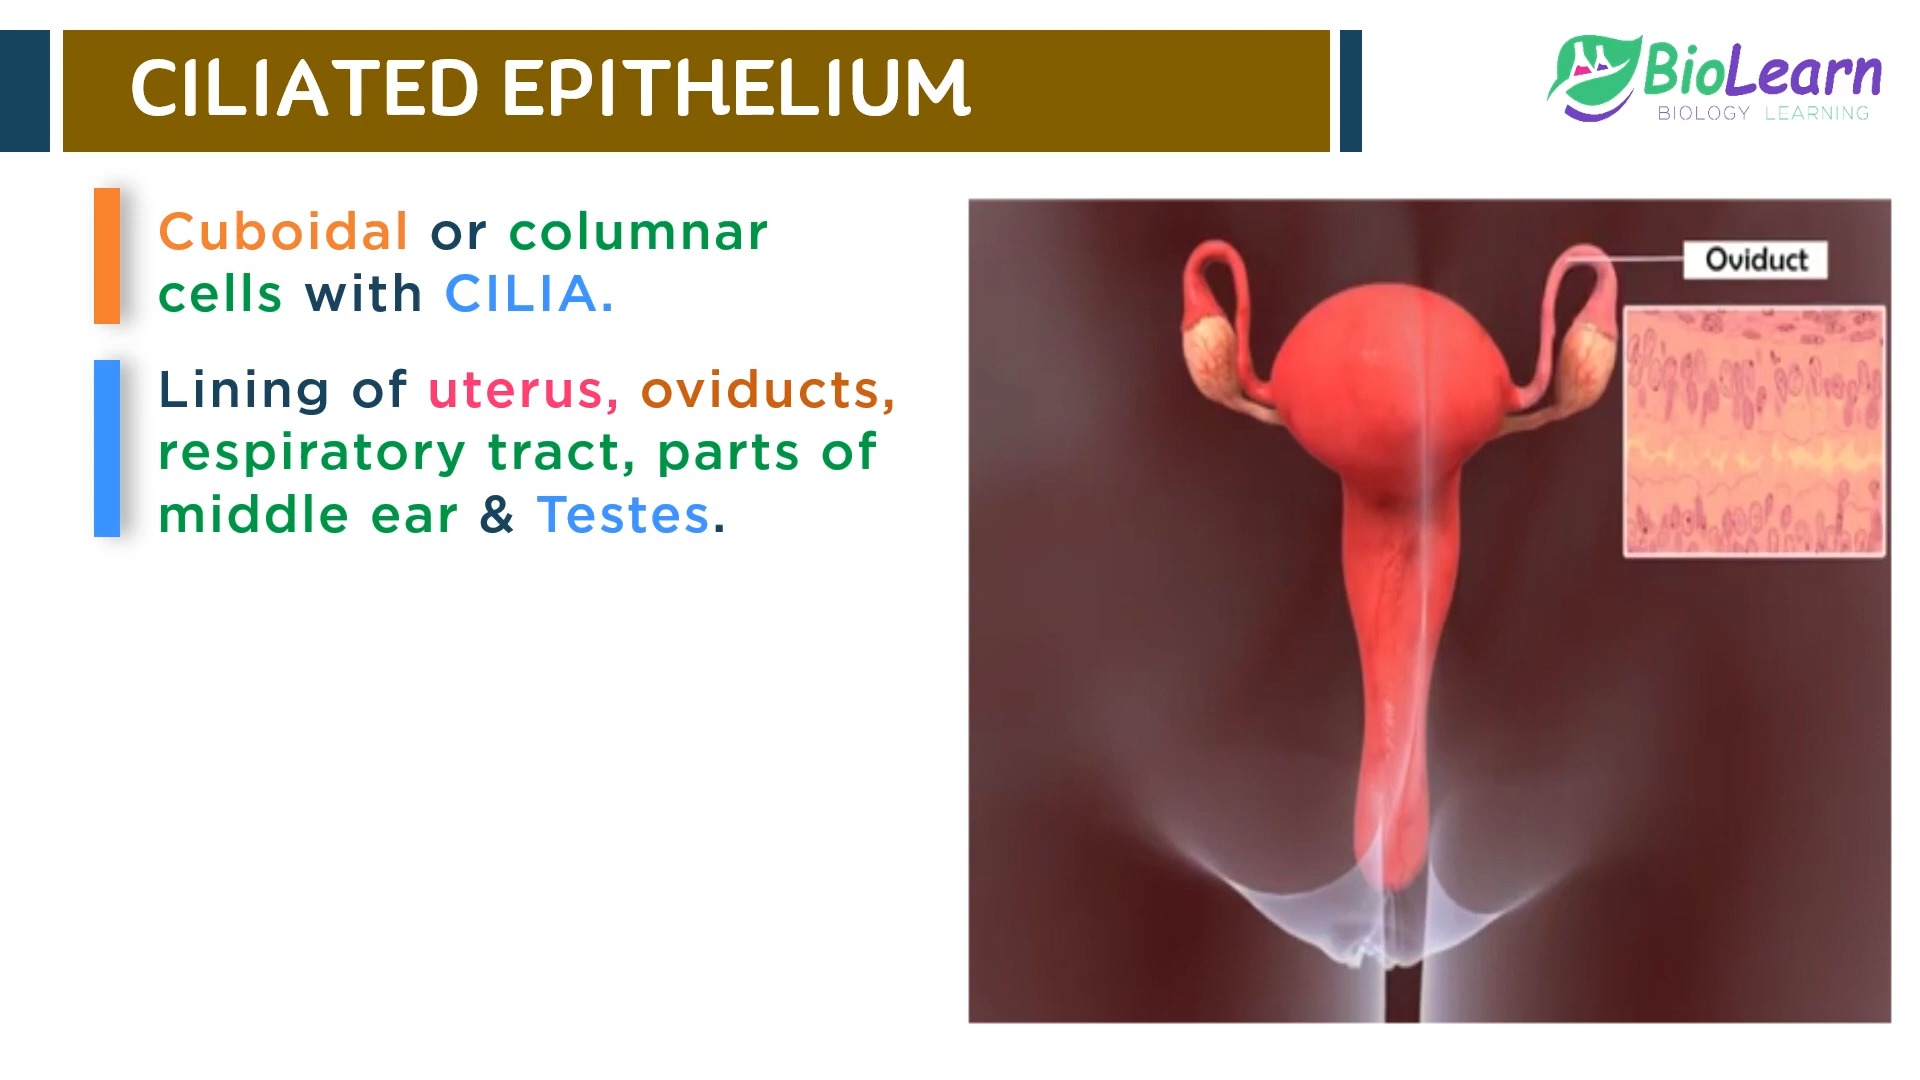 CILIATED EPITHELIUM
BioLearn
BIOLOGY LEARNING
Cuboidal or columnar
cells with CILIA.
Lining of uterus, oviducts,
respiratory tract, parts of
middle ear & Testes.
Oviduct